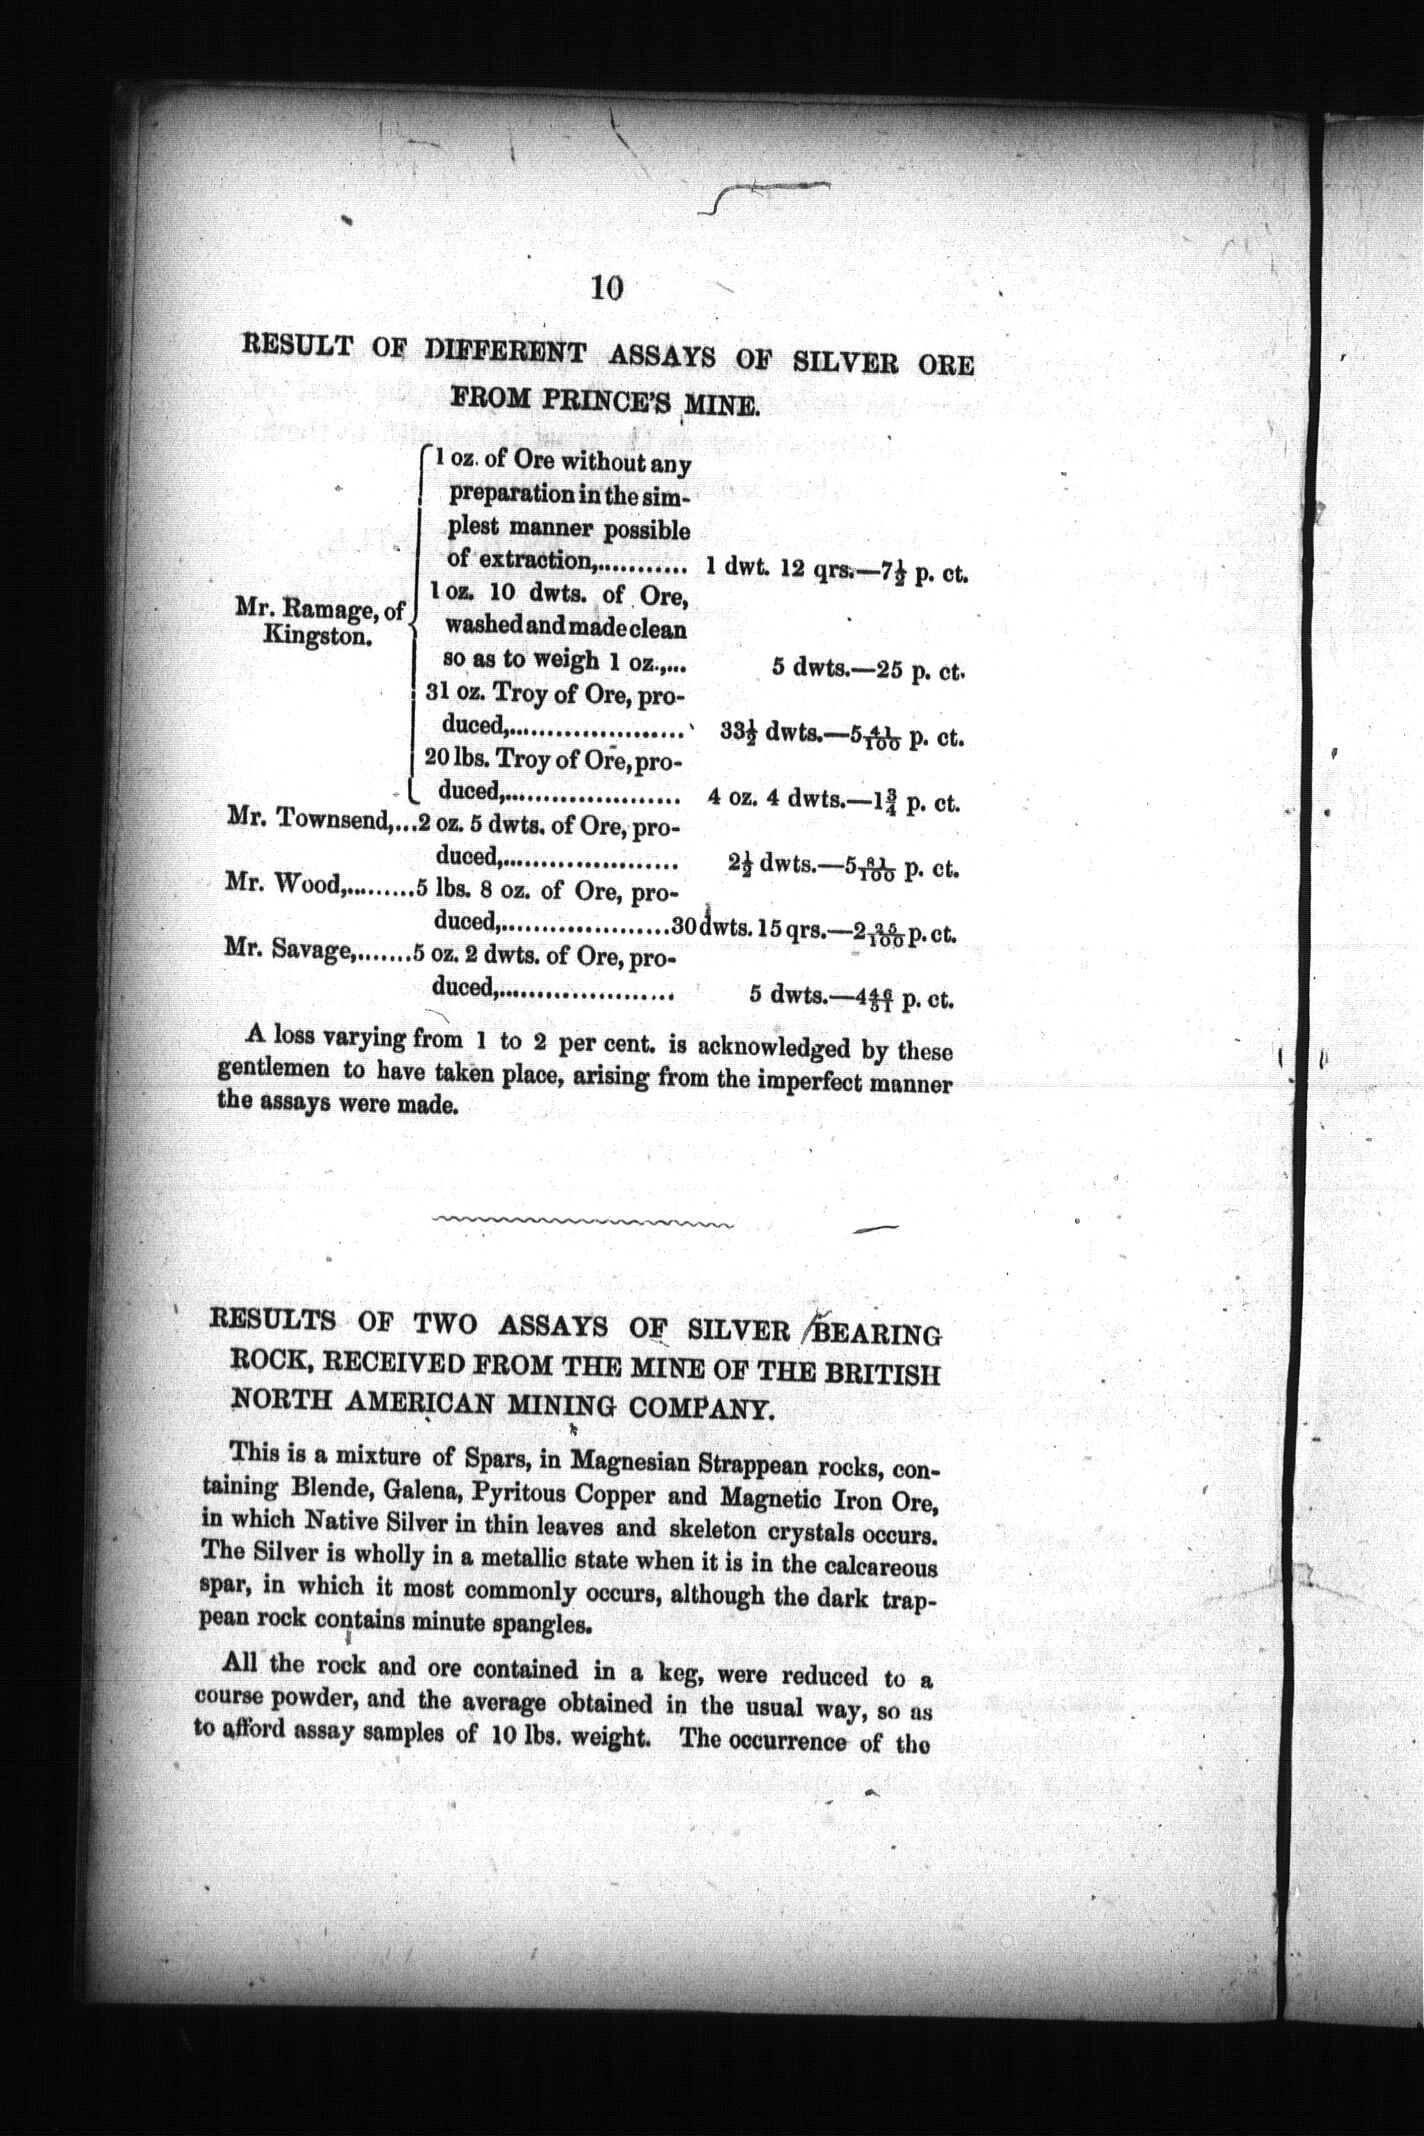 10
RESULT OF DIFFERENT ASSAYS OF SILVER ORE
FROM PRINCE'S MINE.
1 oz. of Ore without any
preparation in the sim-
plest manner possible
of extraction,........... 1 dwt. 12 qrs.—7½ p. ct.
1 oz. 10 dwts. of Ore,
Mr. Ramage, of
washed and made clean
Kingston.
so as to weigh 1 oz.,... 5 dwts.—25 p. ct.
31 oz. Troy of Ore, pro-
duced,..................... 33½ dwts.—5 41/100 p. ct.
20 lbs. Troy of Ore, pro-
duced,..................... 4 oz. 4 dwts.—1¾ p. ct.
Mr. Townsend,...2 oz. 5 dwts. of Ore, pro-
duced,..................... 2½ dwts.—5 81/100 p. ct.
Mr. Wood,.........5 lbs. 8 oz. of Ore, pro-
duced,....................30 dwts. 15 qrs.—2 25/100 p. ct.
Mr. Savage,.......5 oz. 2 dwts. of Ore, pro-
duced,..................... 5 dwts.—4 46/51 p. ct.
A loss varying from 1 to 2 per cent. is acknowledged by these
gentlemen to have taken place, arising from the imperfect manner
the assays were made.
RESULTS OF TWO ASSAYS OF SILVER BEARING
ROCK, RECEIVED FROM THE MINE OF THE BRITISH
NORTH AMERICAN MINING COMPANY.
This is a mixture of Spars, in Magnesian Strappean rocks, con-
taining Blende, Galena, Pyritous Copper and Magnetic Iron Ore,
in which Native Silver in thin leaves and skeleton crystals occurs.
The Silver is wholly in a metallic state when it is in the calcareous
spar, in which it most commonly occurs, although the dark trap-
pean rock contains minute spangles.
All the rock and ore contained in a keg, were reduced to a
course powder, and the average obtained in the usual way, so as
to afford assay samples of 10 lbs. weight. The occurrence of the